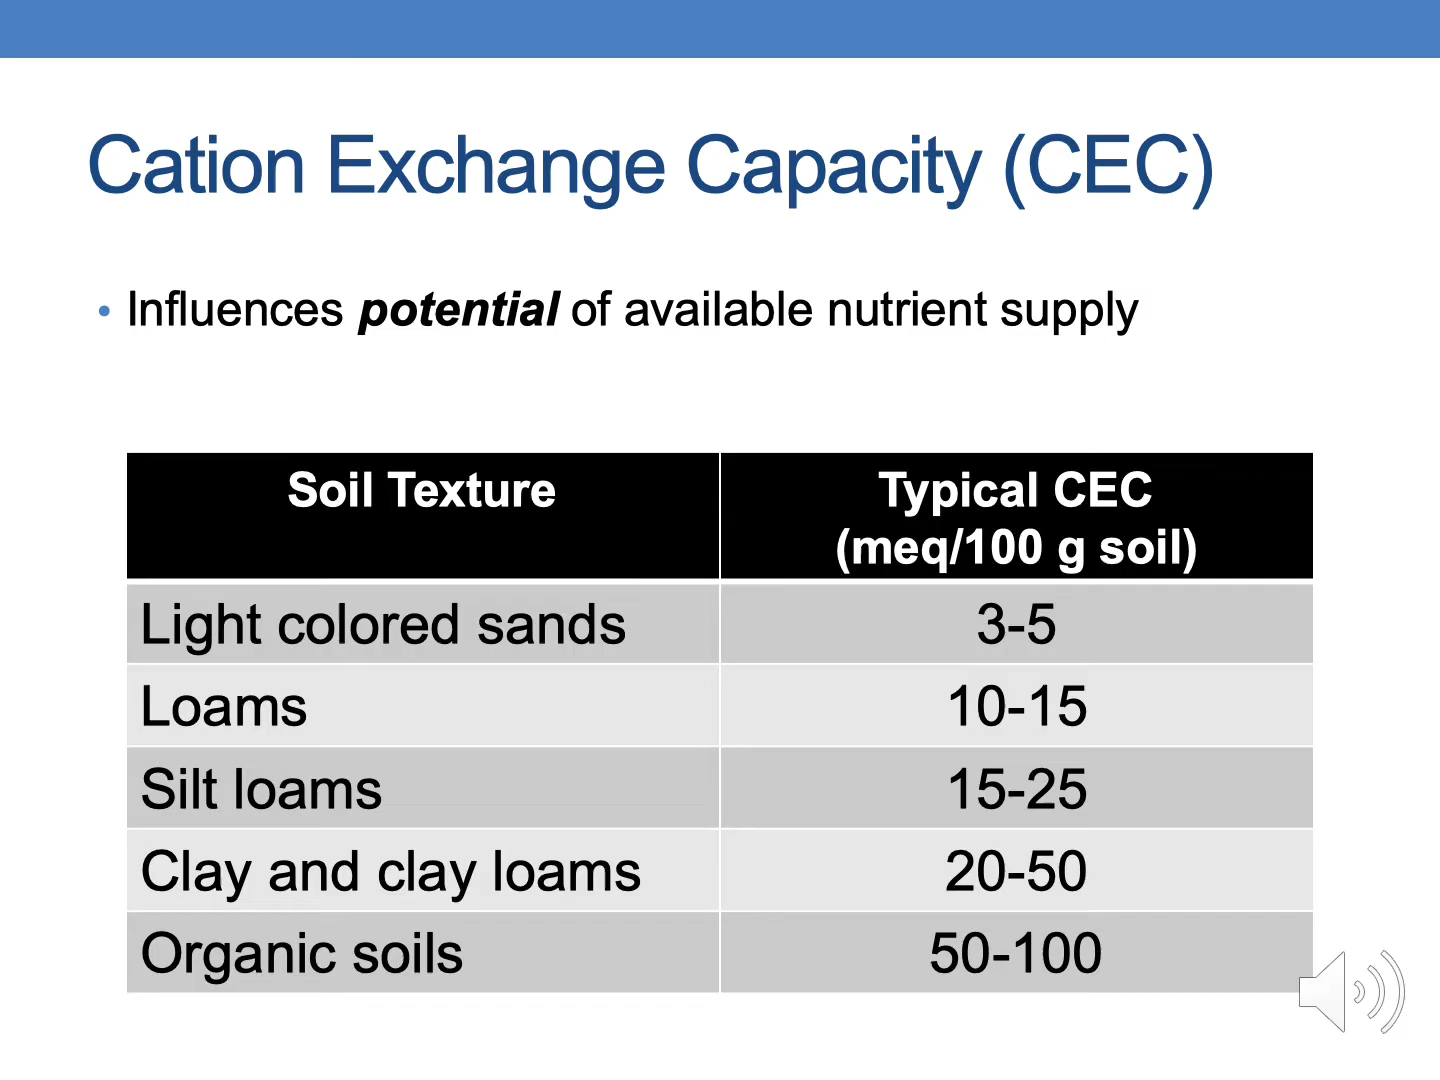 Cation Exchange Capacity (CEC)
• Influences potential of available nutrient supply
Soil Texture
Typical CEC
(meq/100 g soil)
Light colored sands 3-5
Loams 10-15
Silt loams 15-25
Clay and clay loams 20-50
Organic soils 50-100